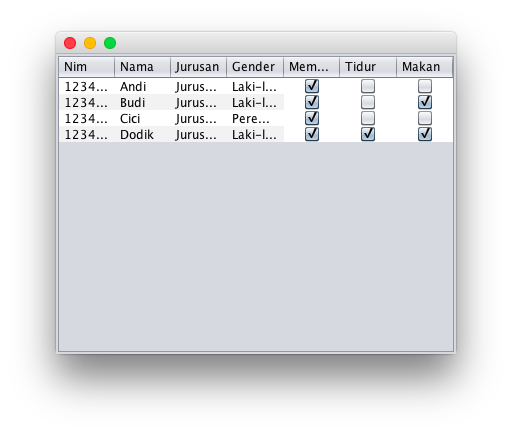 Nim Nama Jurusan Gender Mem... Tidur Makan
1234... Andi Jurus... Laki-l...
1234... Budi Jurus... Laki-l...
1234... Cici Jurus... Pere...
1234... Dodik Jurus... Laki-l...